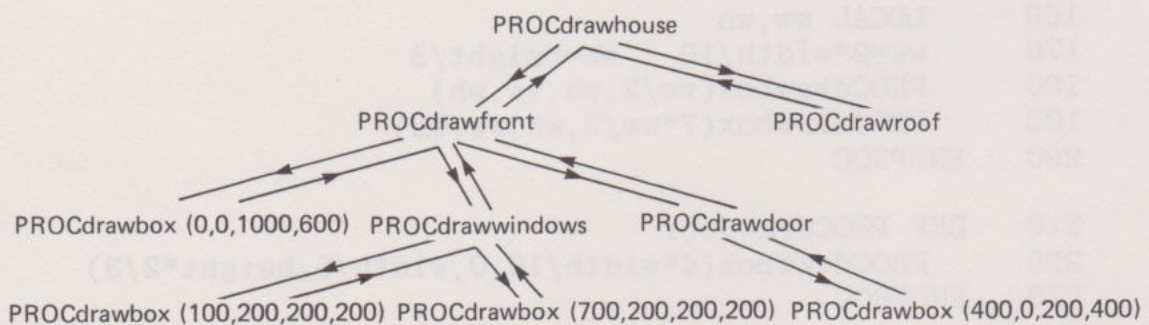 PROCdrawhouse
PROCdrawfront PROCdrawroof
PROCdrawbox (0,0,1000,600) PROCdrawwindows PROCdrawdoor
PROCdrawbox (100,200,200,200) PROCdrawbox (700,200,200,200) PROCdrawbox (400,0,200,400)